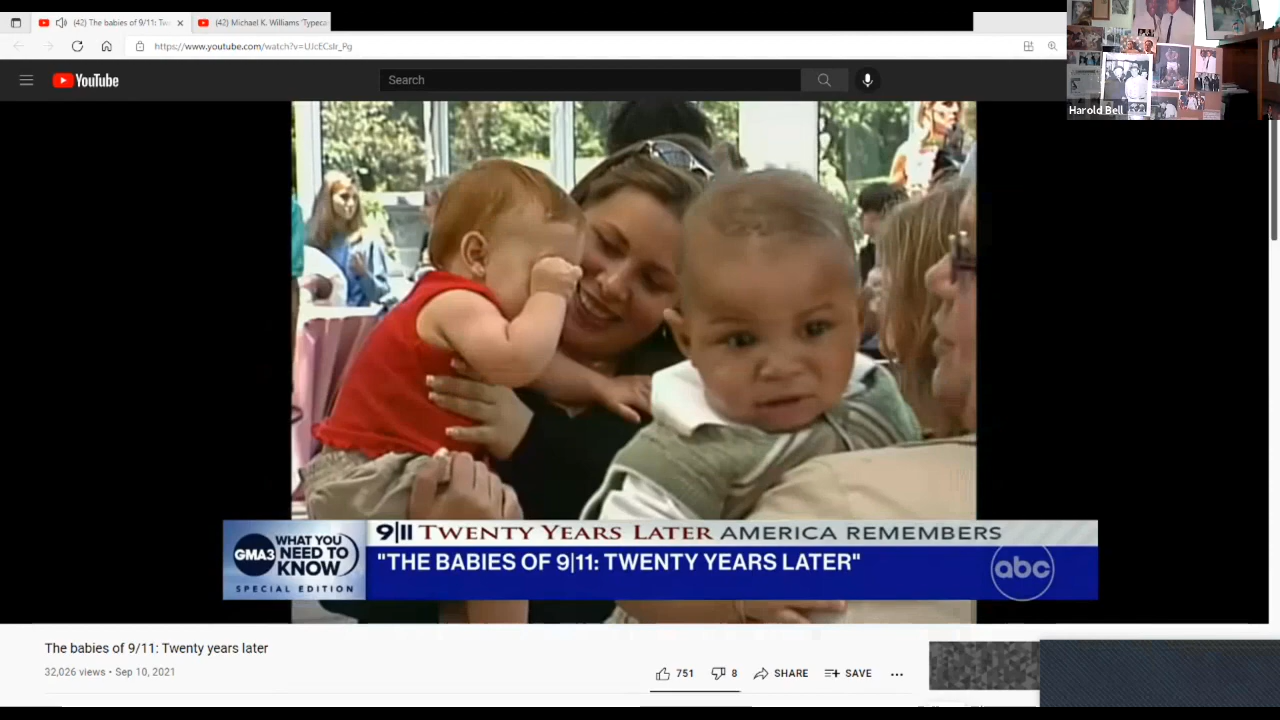 (42) The babies of 9/11: Tw
(42) Michael K. Williams 'Typeca
https://www.youtube.com/watch?v=UJcECslr_Pg
YouTube
Search
Harold Bell
9|11 TWENTY YEARS LATER AMERICA REMEMBERS
GMA3 WHAT YOU NEED TO KNOW
SPECIAL EDITION
"THE BABIES OF 9|11: TWENTY YEARS LATER"
abc
The babies of 9/11: Twenty years later
32,026 views • Sep 10, 2021
751
8
SHARE
SAVE